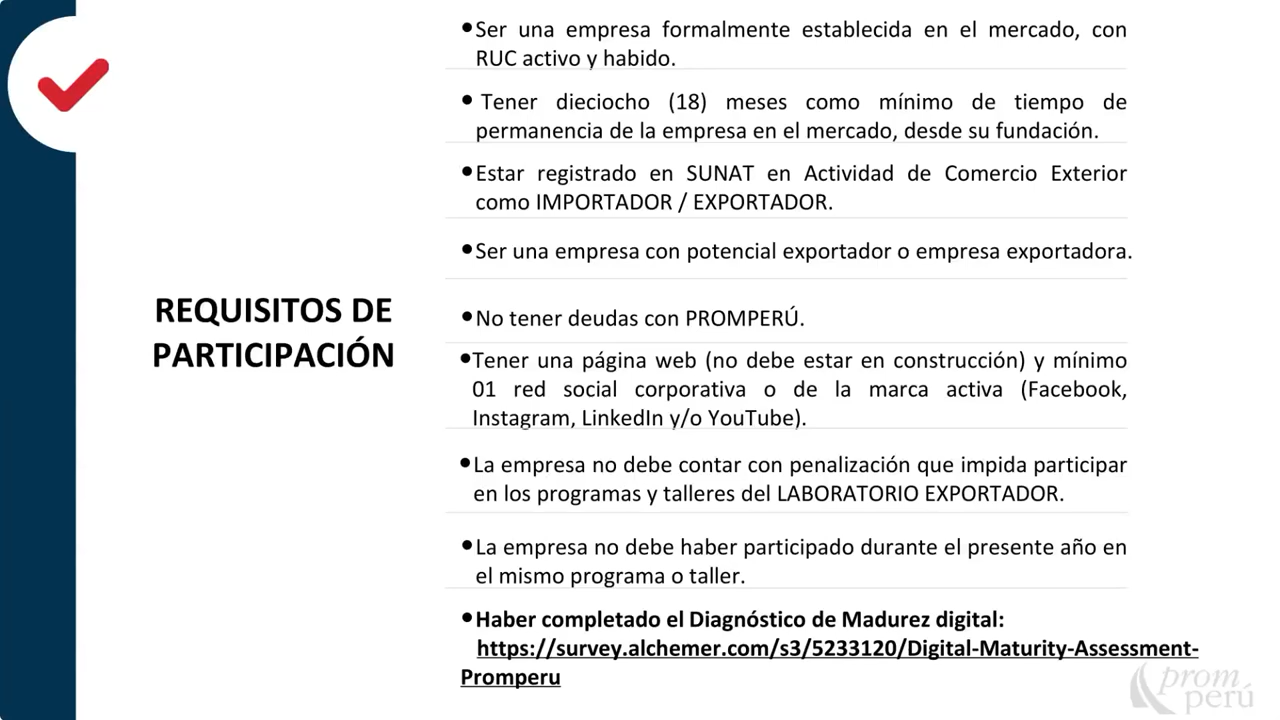 REQUISITOS DE
PARTICIPACIÓN
•Ser una empresa formalmente establecida en el mercado, con
RUC activo y habido.
• Tener dieciocho (18) meses como mínimo de tiempo de
permanencia de la empresa en el mercado, desde su fundación.
•Estar registrado en SUNAT en Actividad de Comercio Exterior
como IMPORTADOR / EXPORTADOR.
•Ser una empresa con potencial exportador o empresa exportadora.
•No tener deudas con PROMPERÚ.
•Tener una página web (no debe estar en construcción) y mínimo
01 red social corporativa o de la marca activa (Facebook,
Instagram, LinkedIn y/o YouTube).
•La empresa no debe contar con penalización que impida participar
en los programas y talleres del LABORATORIO EXPORTADOR.
•La empresa no debe haber participado durante el presente año en
el mismo programa o taller.
•Haber completado el Diagnóstico de Madurez digital:
https://survey.alchemer.com/s3/5233120/Digital-Maturity-Assessment-
Promperu
prom
perú